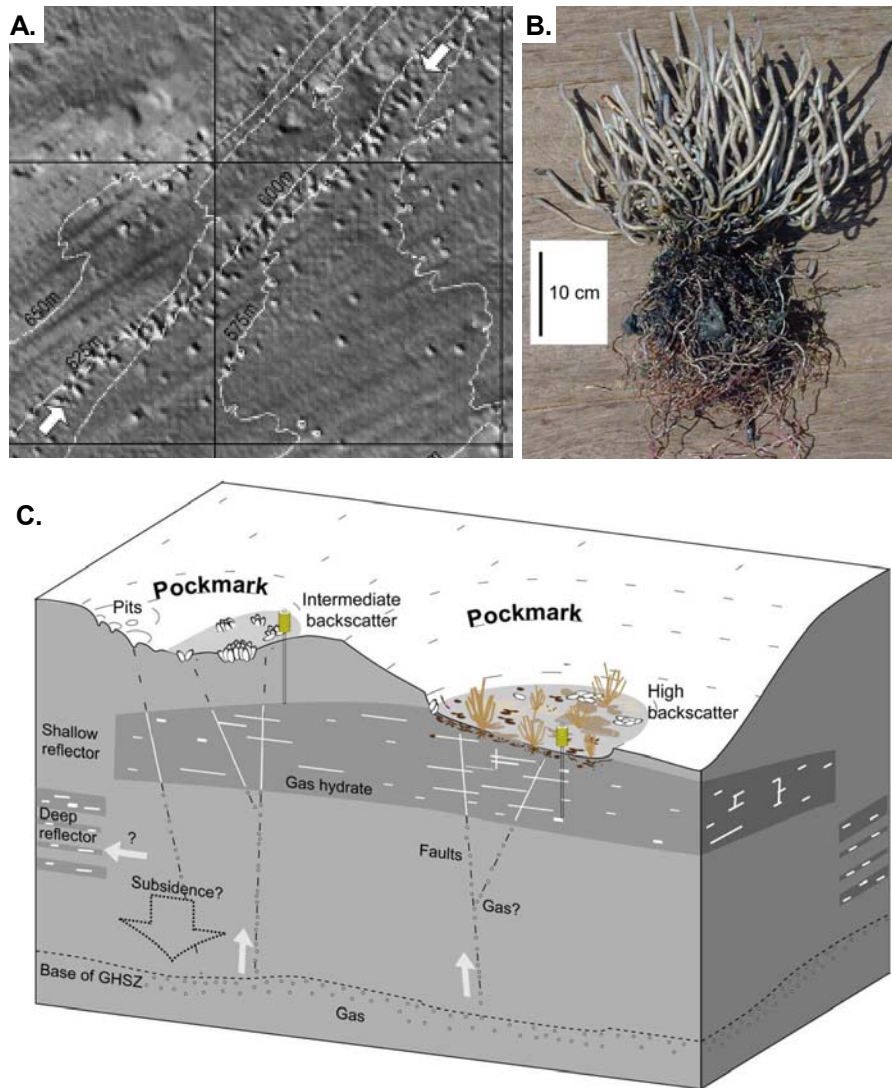 A.
650m
625m
600m
575m
B.
10 cm
C.
Pockmark
Pits
Intermediate
backscatter
Pockmark
High
backscatter
Shallow
reflector
Gas hydrate
Deep
reflector
?
Faults
Subsidence?
Gas?
Base of GHSZ
Gas